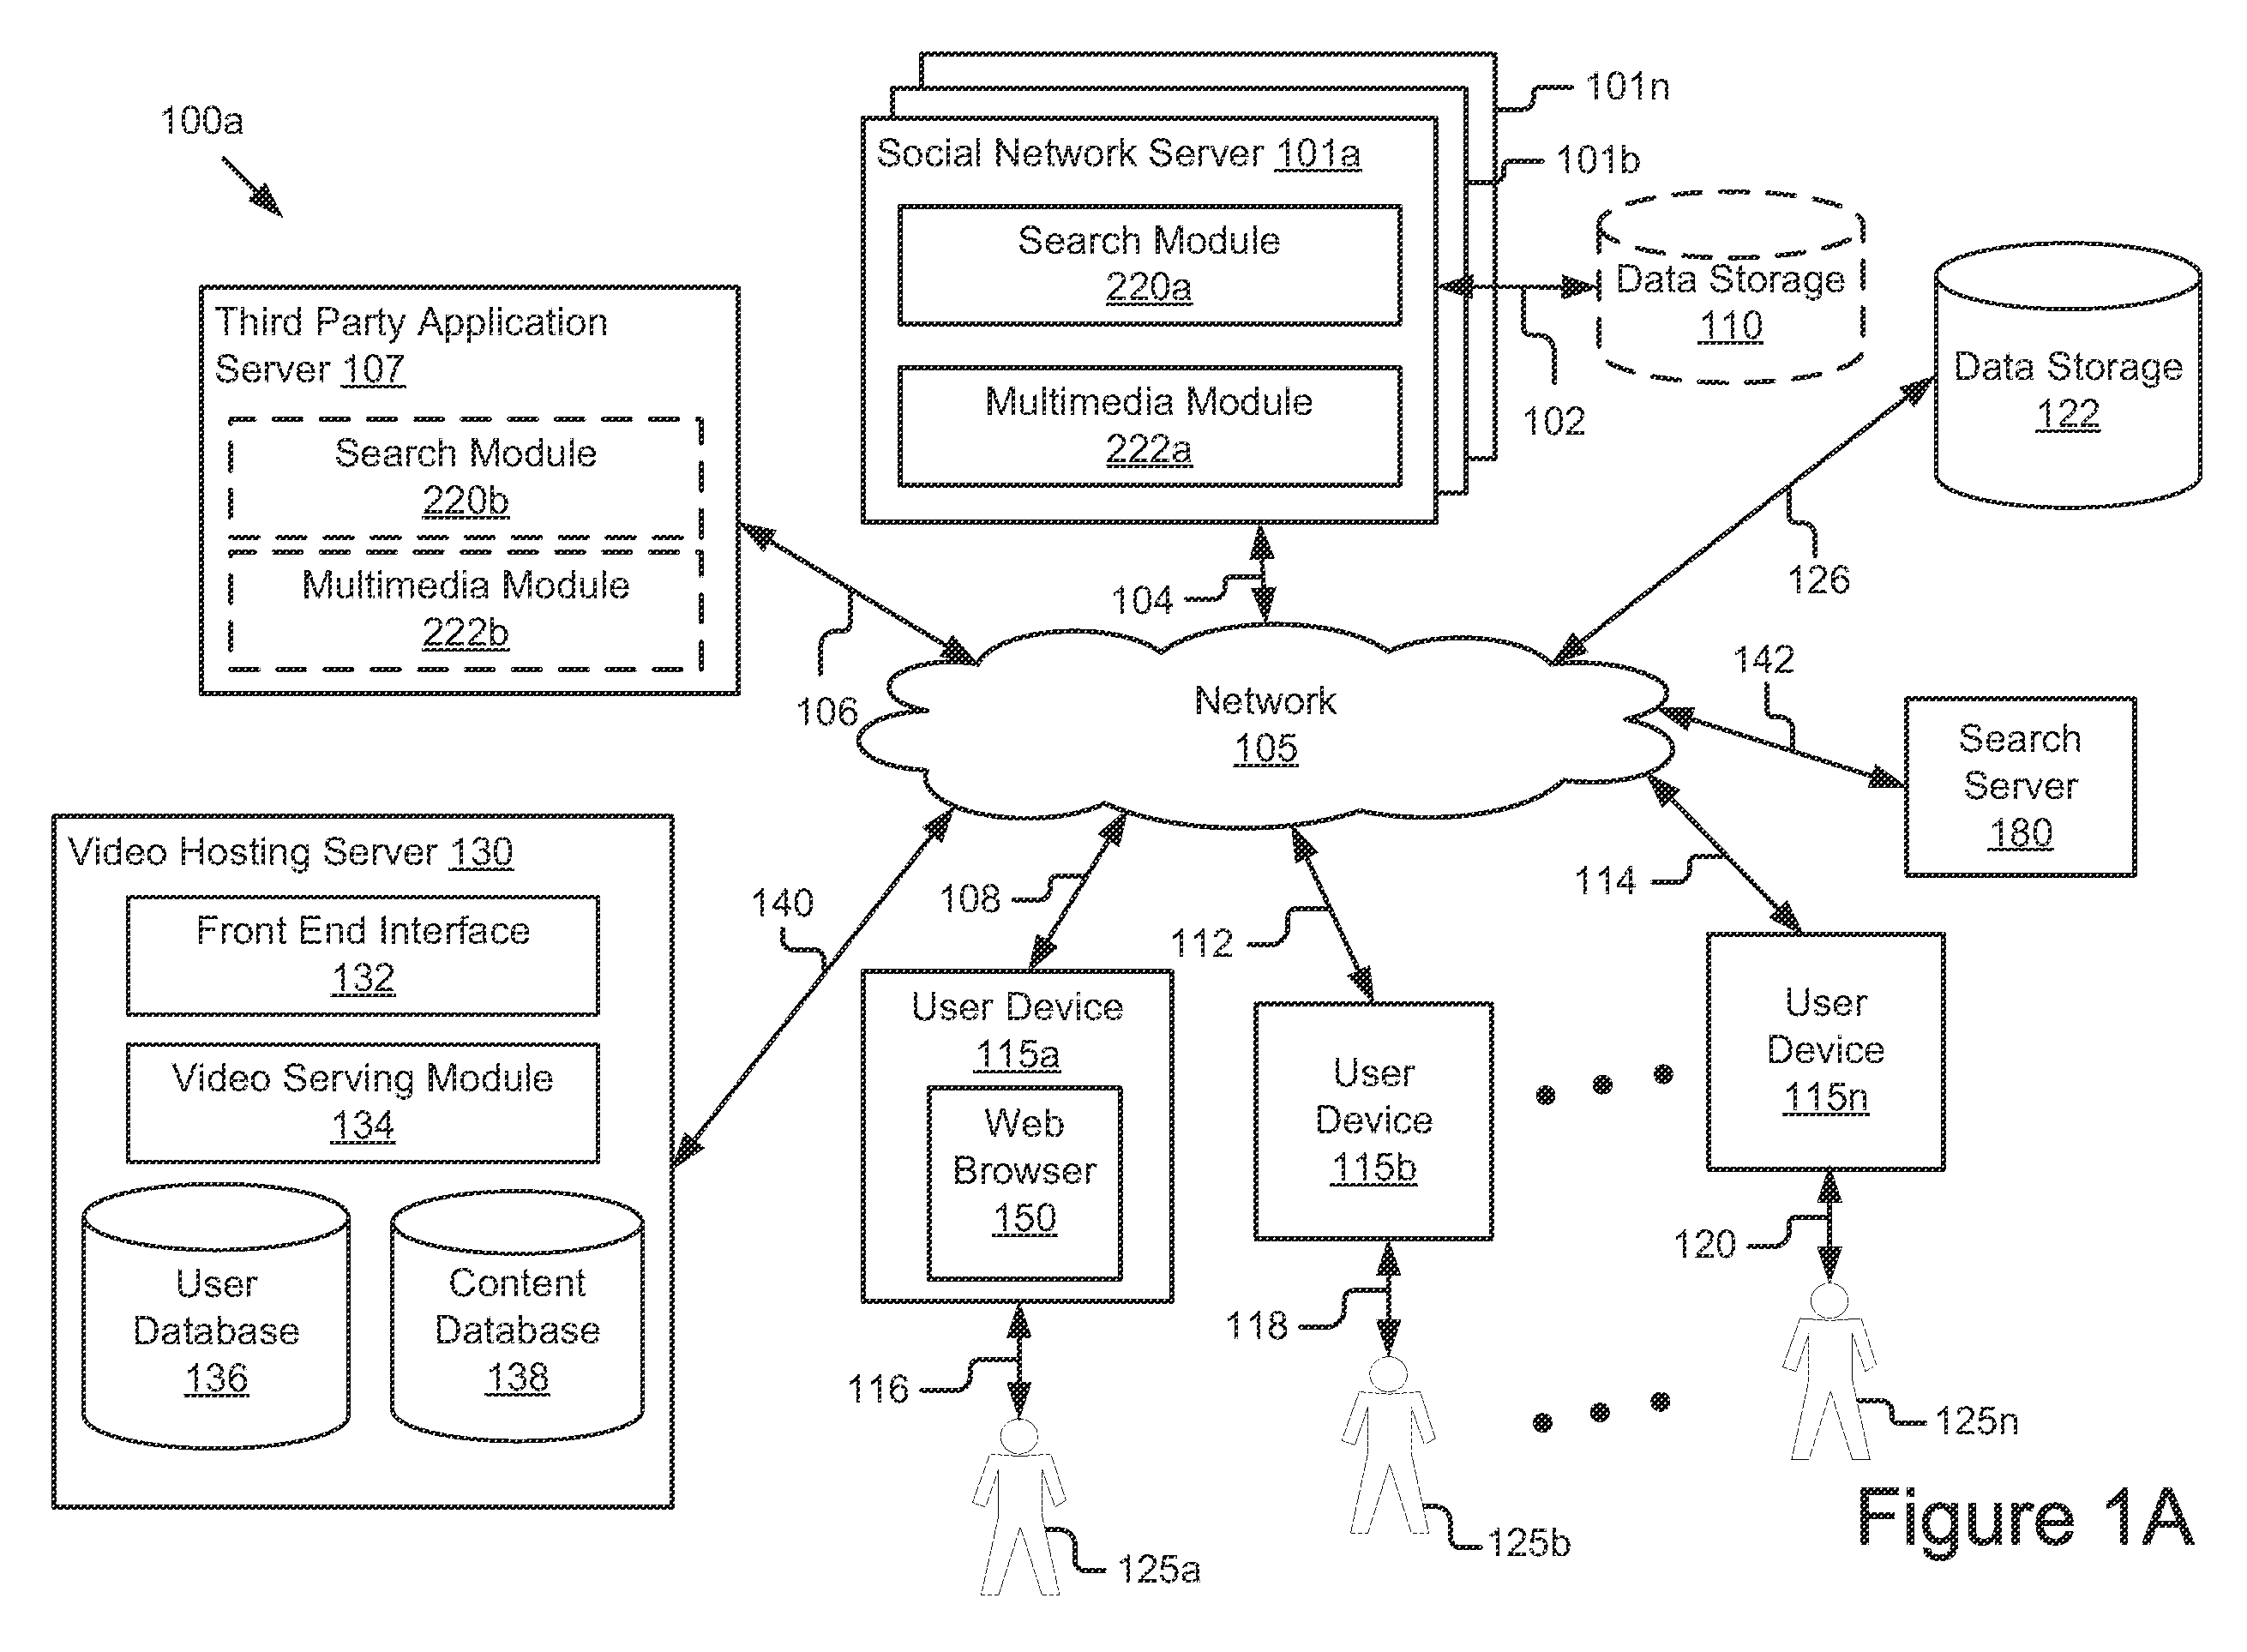 100a
101n
101b
Social Network Server 101a
Search Module
220a
Multimedia Module
222a
102
Data Storage
110
Data Storage
122
126
Third Party Application
Server 107
Search Module
220b
Multimedia Module
222b
104
106
Network
105
142
Search
Server
180
Video Hosting Server 130
Front End Interface
132
Video Serving Module
134
User
Database
136
Content
Database
138
140
108
112
114
User Device
115a
Web
Browser
150
User
Device
115b
User
Device
115n
116
118
120
125a
125b
125n
Figure 1A